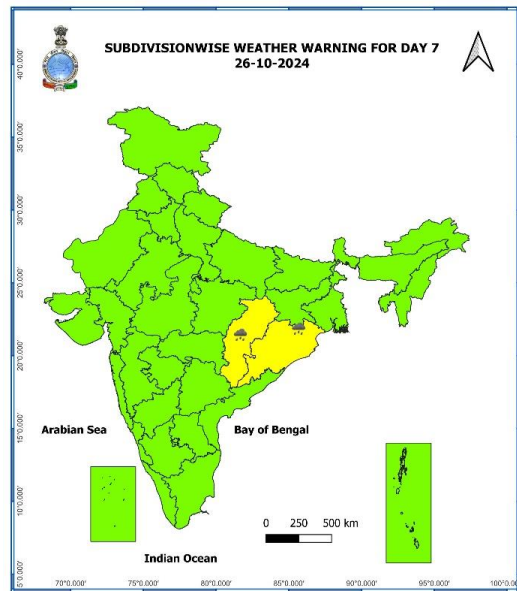 SUBDIVISIONWISE WEATHER WARNING FOR DAY 7
26-10-2024
40°0.000'
35°0.000'
30°0.000'
25°0.000'
20°0.000'
15°0.000'
10°0.000'
5°0.000'
Arabian Sea
Bay of Bengal
0 250 500 km
Indian Ocean
70°0.000' 75°0.000' 80°0.000' 85°0.000' 90°0.000' 95°0.000' 100°0.0